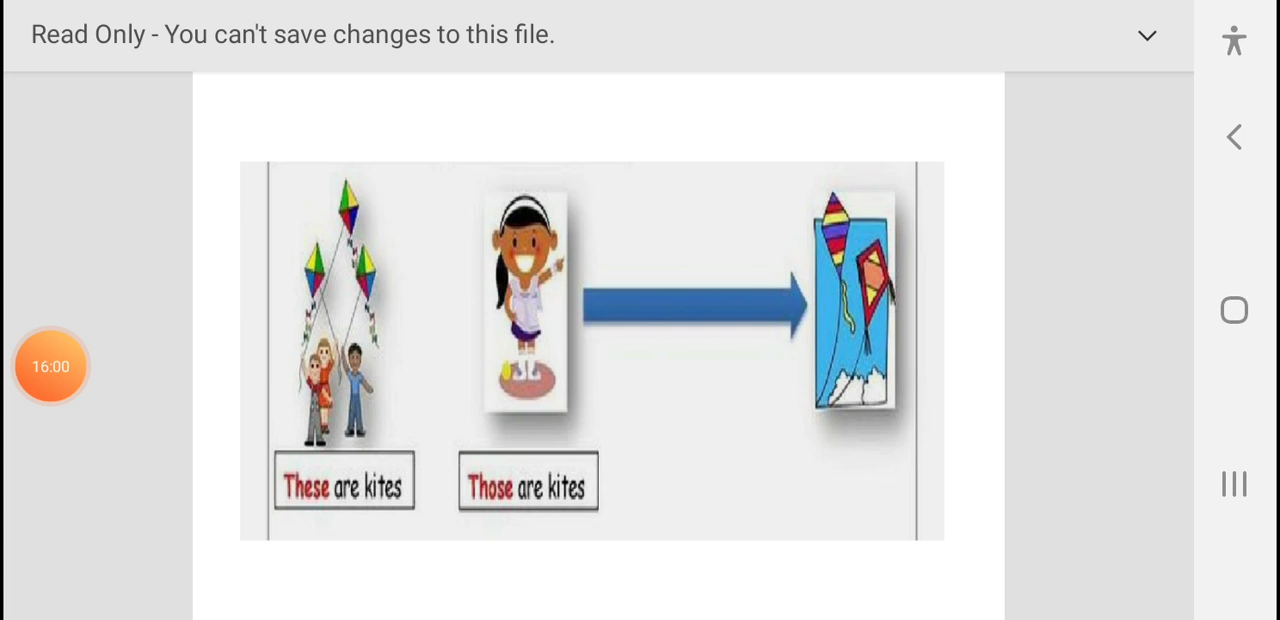 Read Only - You can't save changes to this file.
16:00
These are kites
Those are kites